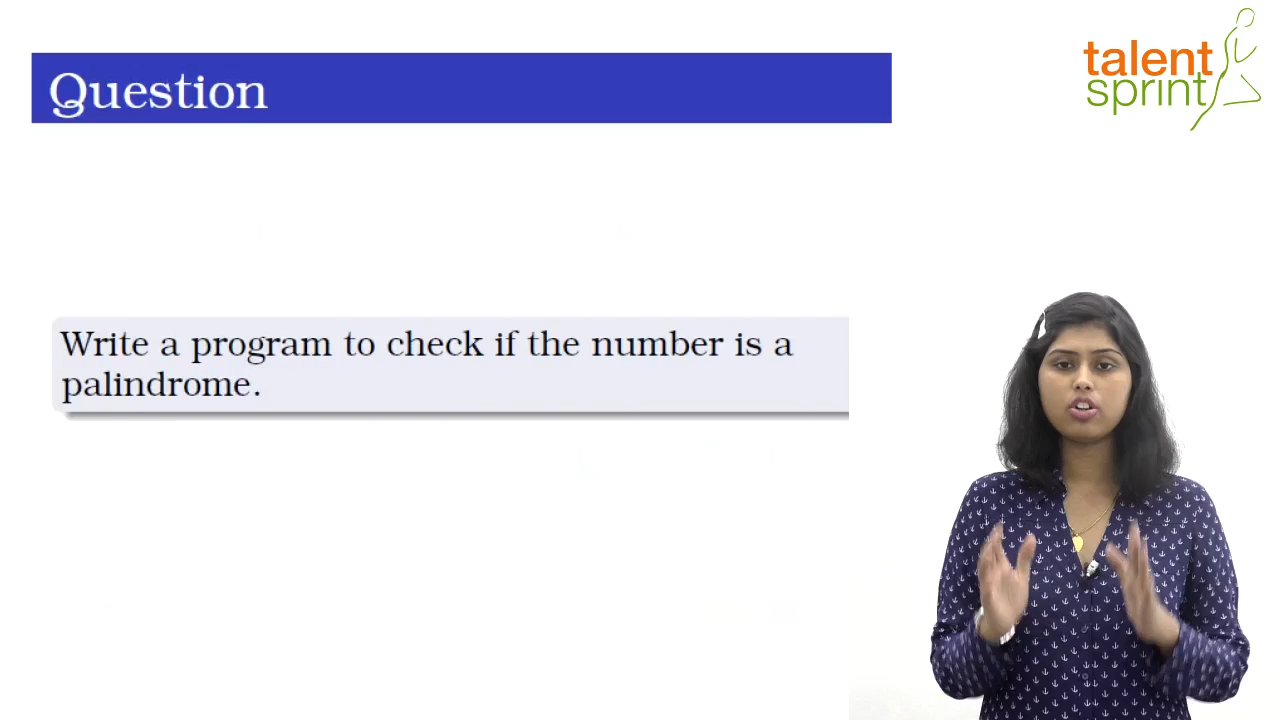 Question
talent
sprint
Write a program to check if the number is a
palindrome.